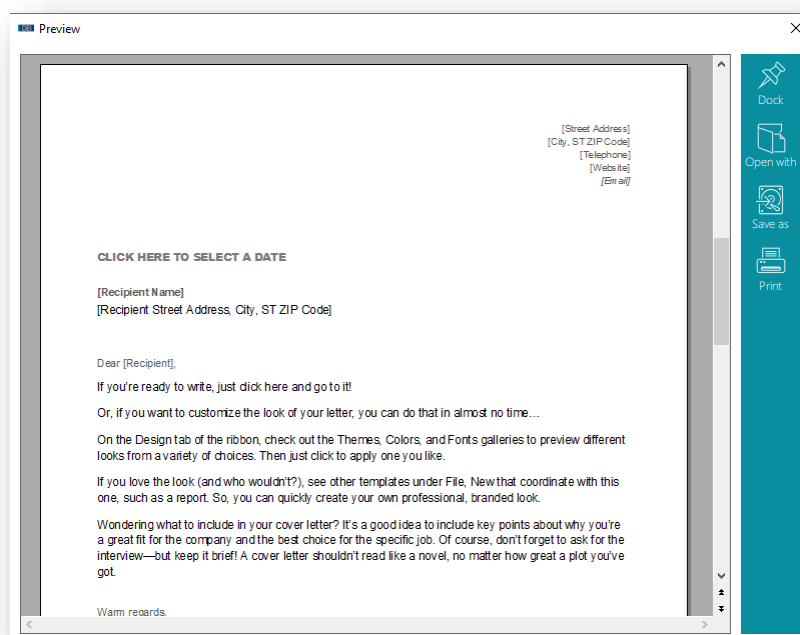 DBI Preview
[Street Address]
[City, ST ZIP Code]
[Telephone]
[Website]
[Email]
CLICK HERE TO SELECT A DATE
[Recipient Name]
[Recipient Street Address, City, ST ZIP Code]
Dear [Recipient],
If you're ready to write, just click here and go to it!
Or, if you want to customize the look of your letter, you can do that in almost no time…
On the Design tab of the ribbon, check out the Themes, Colors, and Fonts galleries to preview different
looks from a variety of choices. Then just click to apply one you like.
If you love the look (and who wouldn't?), see other templates under File, New that coordinate with this
one, such as a report. So, you can quickly create your own professional, branded look.
Wondering what to include in your cover letter? It's a good idea to include key points about why you're
a great fit for the company and the best choice for the specific job. Of course, don't forget to ask for the
interview—but keep it brief! A cover letter shouldn't read like a novel, no matter how great a plot you've
got.
Warm regards,
Dock
Open with
Save as
Print